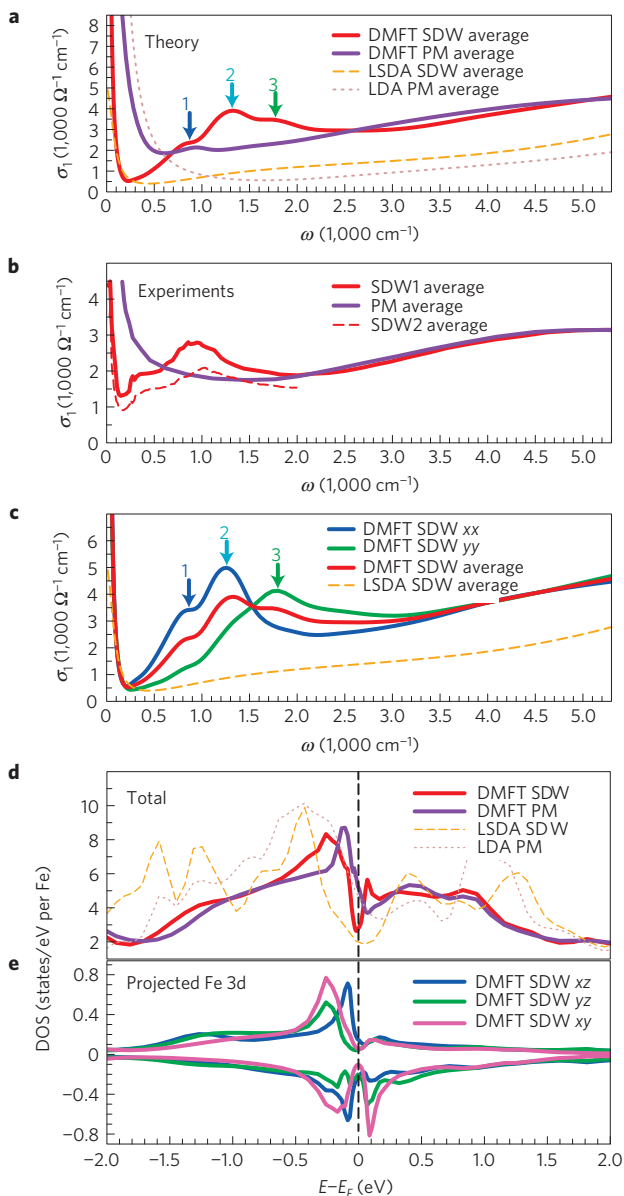 a
Theory
DMFT SDW average
DMFT PM average
LSDA SDW average
LDA PM average
1
2
3
σ₁ (1,000 Ω⁻¹ cm⁻¹)
8
7
6
5
4
3
2
1
0
0 0.5 1.0 1.5 2.0 2.5 3.0 3.5 4.0 4.5 5.0
ω (1,000 cm⁻¹)
b
Experiments
SDW1 average
PM average
SDW2 average
σ₁ (1,000 Ω⁻¹ cm⁻¹)
4
3
2
1
0
0 0.5 1.0 1.5 2.0 2.5 3.0 3.5 4.0 4.5 5.0
ω (1,000 cm⁻¹)
c
DMFT SDW xx
DMFT SDW yy
DMFT SDW average
LSDA SDW average
1
2
3
σ₁ (1,000 Ω⁻¹ cm⁻¹)
6
5
4
3
2
1
0
0 0.5 1.0 1.5 2.0 2.5 3.0 3.5 4.0 4.5 5.0
ω (1,000 cm⁻¹)
d
Total
DMFT SDW
DMFT PM
LSDA SDW
LDA PM
10
8
6
4
2
DOS (states/eV per Fe)
e
Projected Fe 3d
DMFT SDW xz
DMFT SDW yz
DMFT SDW xy
0.8
0.4
0
−0.4
−0.8
−2.0 −1.5 −1.0 −0.5 0 0.5 1.0 1.5 2.0
E−E_F (eV)